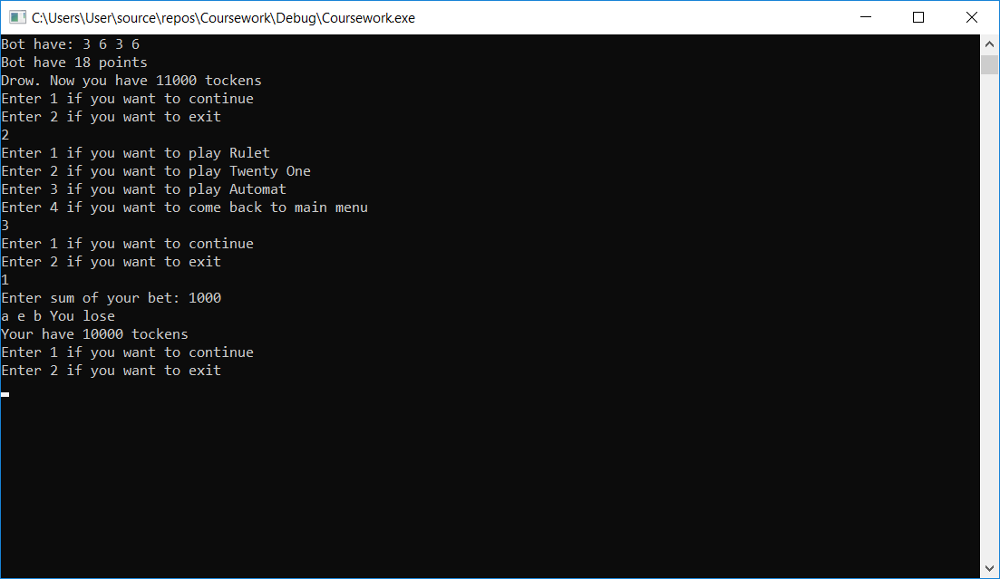 C:\Users\User\source\repos\Coursework\Debug\Coursework.exe
Bot have: 3 6 3 6
Bot have 18 points
Drow. Now you have 11000 tockens
Enter 1 if you want to continue
Enter 2 if you want to exit
2
Enter 1 if you want to play Rulet
Enter 2 if you want to play Twenty One
Enter 3 if you want to play Automat
Enter 4 if you want to come back to main menu
3
Enter 1 if you want to continue
Enter 2 if you want to exit
1
Enter sum of your bet: 1000
a e b You lose
Your have 10000 tockens
Enter 1 if you want to continue
Enter 2 if you want to exit